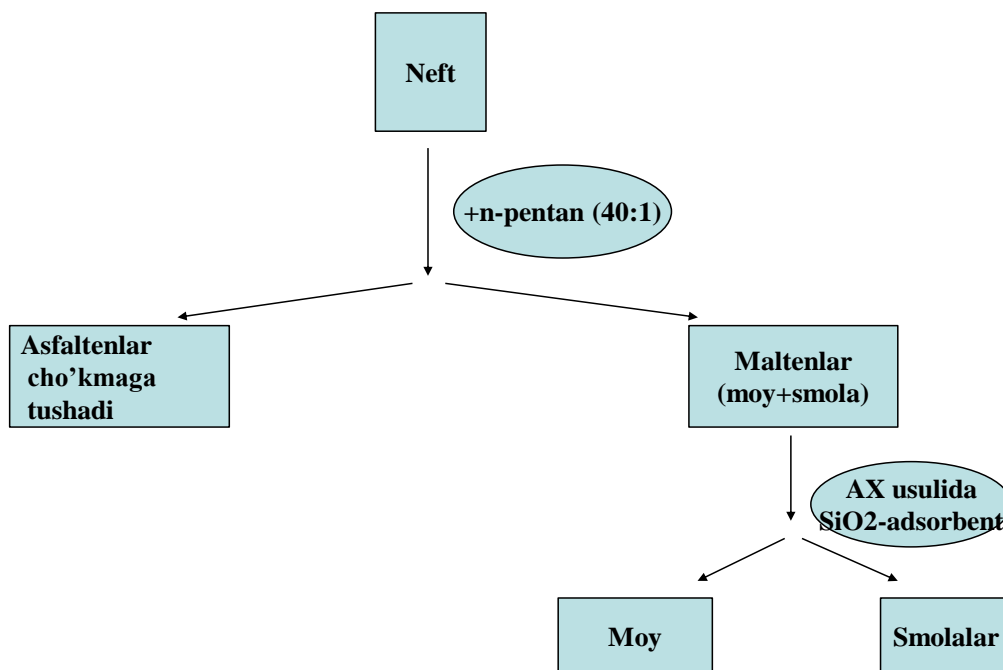 Neft
+n-pentan (40:1)
Asfaltenlar
cho’kmaga
tushadi
Maltenlar
(moy+smola)
AX usulida
SiO2-adsorbent
Moy
Smolalar